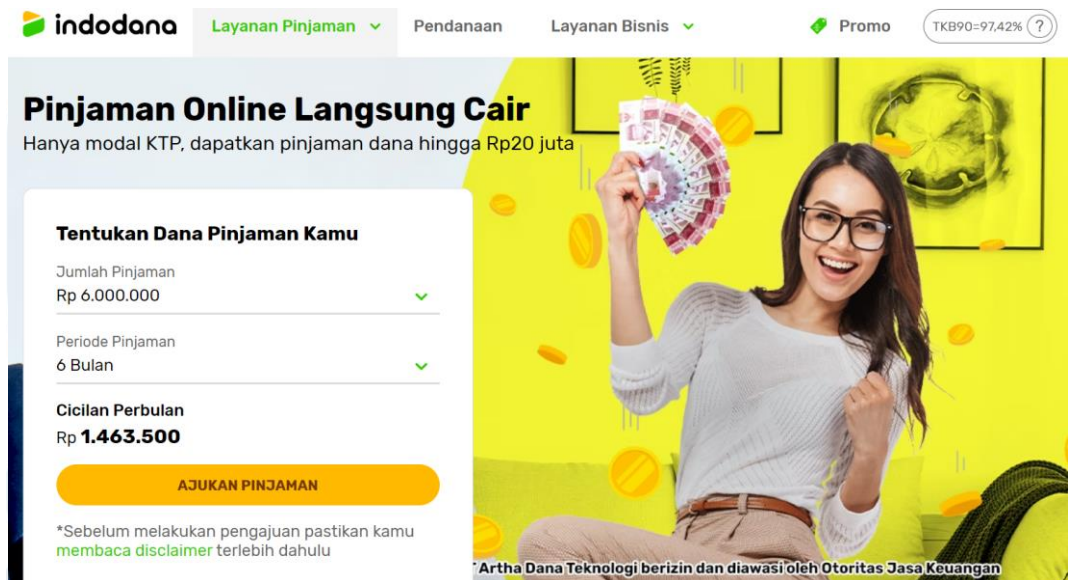 indodana
Layanan Pinjaman
Pendanaan
Layanan Bisnis
Promo
TKB90=97,42% ?
Pinjaman Online Langsung Cair
Hanya modal KTP, dapatkan pinjaman dana hingga Rp20 juta
Tentukan Dana Pinjaman Kamu
Jumlah Pinjaman
Rp 6.000.000
Periode Pinjaman
6 Bulan
Cicilan Perbulan
Rp 1.463.500
AJUKAN PINJAMAN
*Sebelum melakukan pengajuan pastikan kamu
membaca disclaimer terlebih dahulu
Artha Dana Teknologi berizin dan diawasi oleh Otoritas Jasa Keuangan